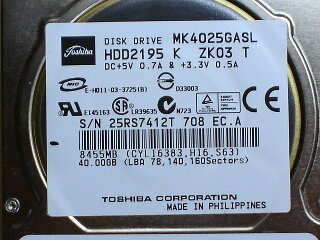 Toshiba
DISK DRIVE MK4025GASL
HDD2195 K ZK03 T
DC+5V 0.7A & +3.3V 0.5A
E-H011-03-3725(B) D33003
E145163 LR39635 N723
S/N 25RS7412T 708 EC.A
8455MB (CYL16383,H16,S63)
40.00GB (LBA 78,140,160Sectors)
TOSHIBA CORPORATION
MADE IN PHILIPPINES